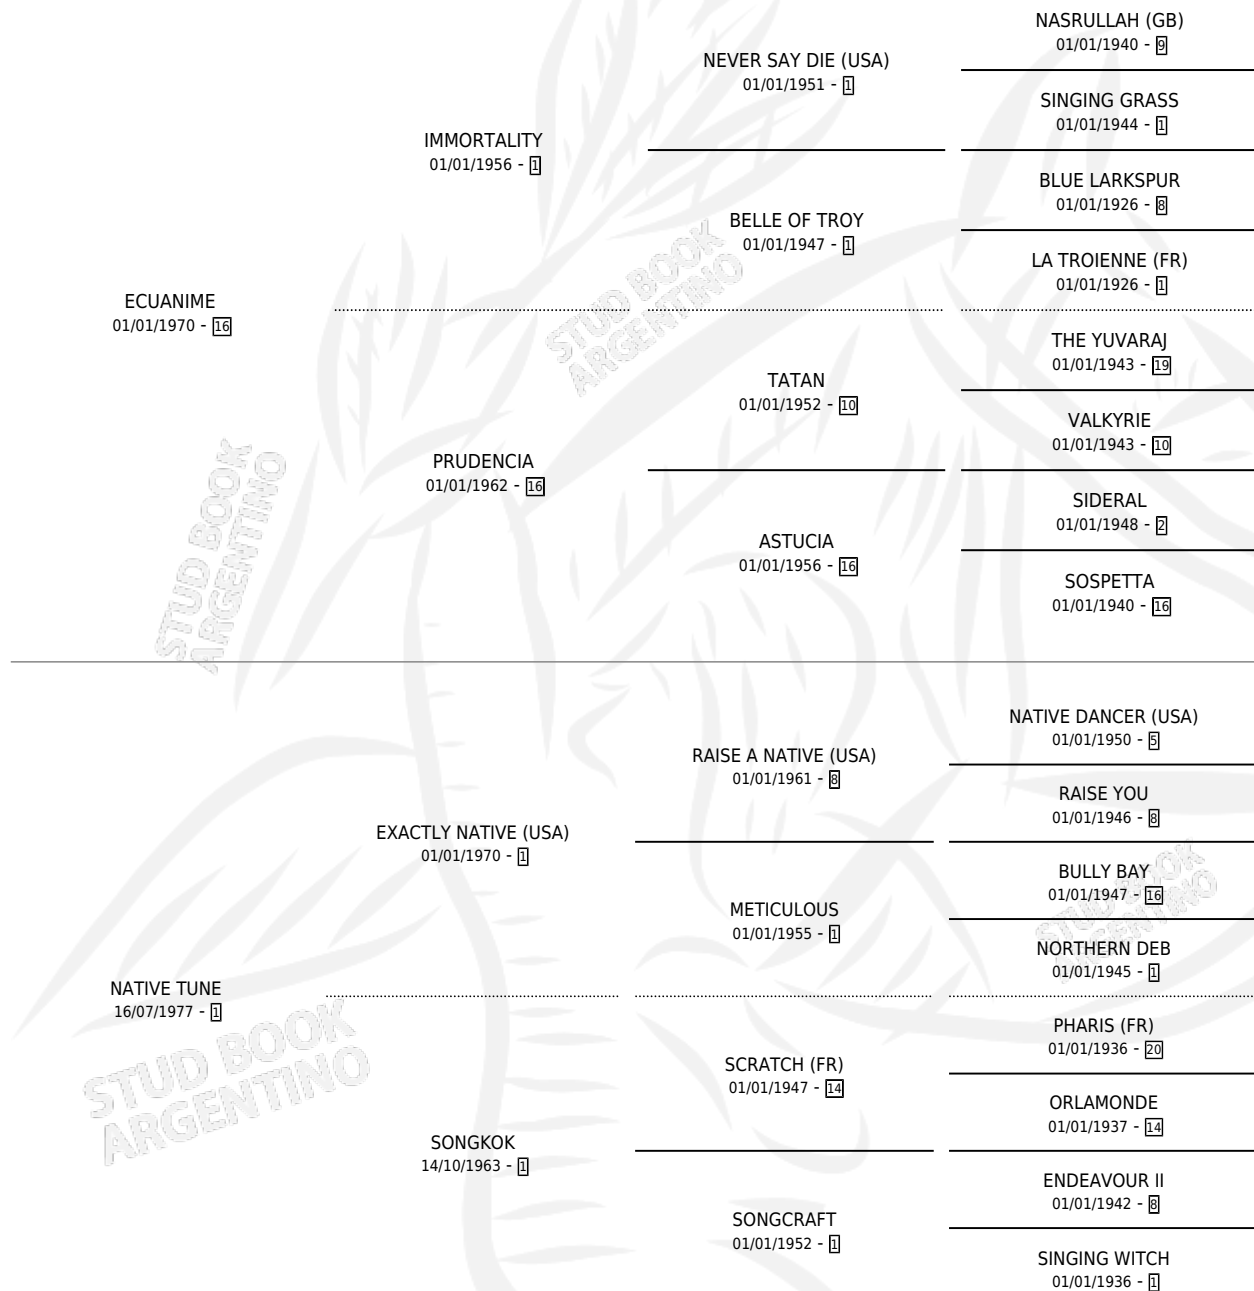 NASRULLAH (GB)
01/01/1940 - 9
NEVER SAY DIE (USA)
01/01/1951 - 1
SINGING GRASS
01/01/1944 - 1
IMMORTALITY
01/01/1956 - 1
BLUE LARKSPUR
01/01/1926 - 8
BELLE OF TROY
01/01/1947 - 1
LA TROIENNE (FR)
01/01/1926 - 1
ECUANIME
01/01/1970 - 16
THE YUVARAJ
01/01/1943 - 19
TATAN
01/01/1952 - 10
VALKYRIE
01/01/1943 - 10
PRUDENCIA
01/01/1962 - 16
SIDERAL
01/01/1948 - 2
ASTUCIA
01/01/1956 - 16
SOSPETTA
01/01/1940 - 16
STUD BOOK
ARGENTINO
STUD BOOK
ARGENTINO
NATIVE DANCER (USA)
01/01/1950 - 5
RAISE A NATIVE (USA)
01/01/1961 - 8
RAISE YOU
01/01/1946 - 8
EXACTLY NATIVE (USA)
01/01/1970 - 1
BULLY BAY
01/01/1947 - 16
METICULOUS
01/01/1955 - 1
NORTHERN DEB
01/01/1945 - 1
NATIVE TUNE
16/07/1977 - 1
PHARIS (FR)
01/01/1936 - 20
SCRATCH (FR)
01/01/1947 - 14
ORLAMONDE
01/01/1937 - 14
SONGKOK
14/10/1963 - 1
ENDEAVOUR II
01/01/1942 - 8
SONGCRAFT
01/01/1952 - 1
SINGING WITCH
01/01/1936 - 1
STUD BOOK
ARGENTINO
STUD BOOK
ARGENTINO